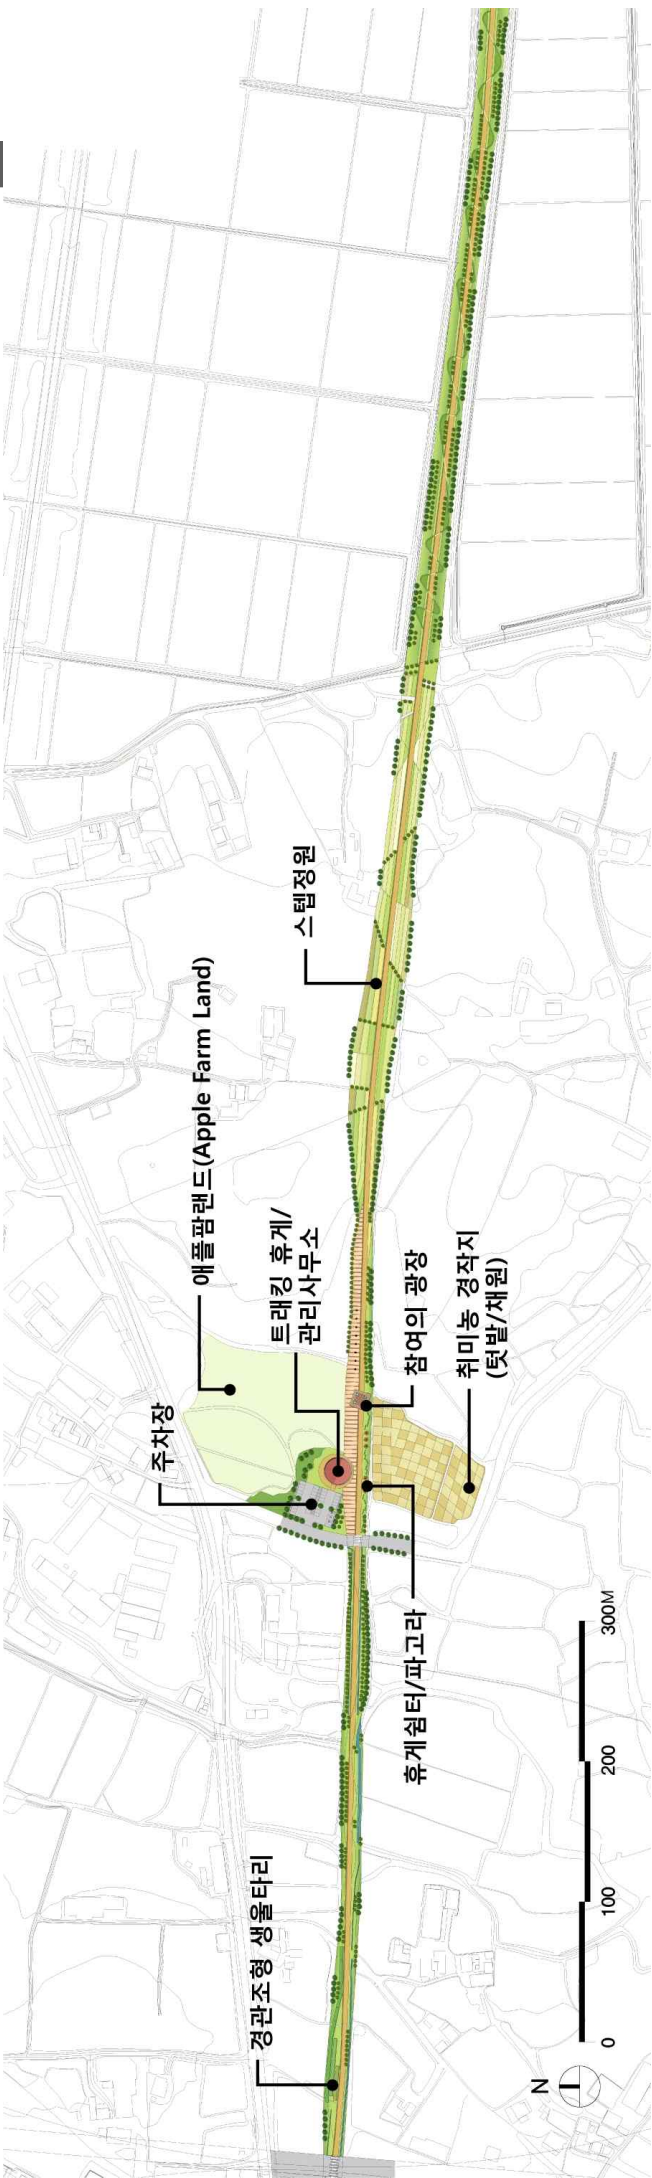 경관조형 생울타리
주차장
애플팜랜드(Apple Farm Land)
트래킹 휴게/
관리사무소
스텝정원
휴게쉼터/파고라
참여의 광장
취미농 경작지
(텃밭/채원)
N
0 100 200 300M